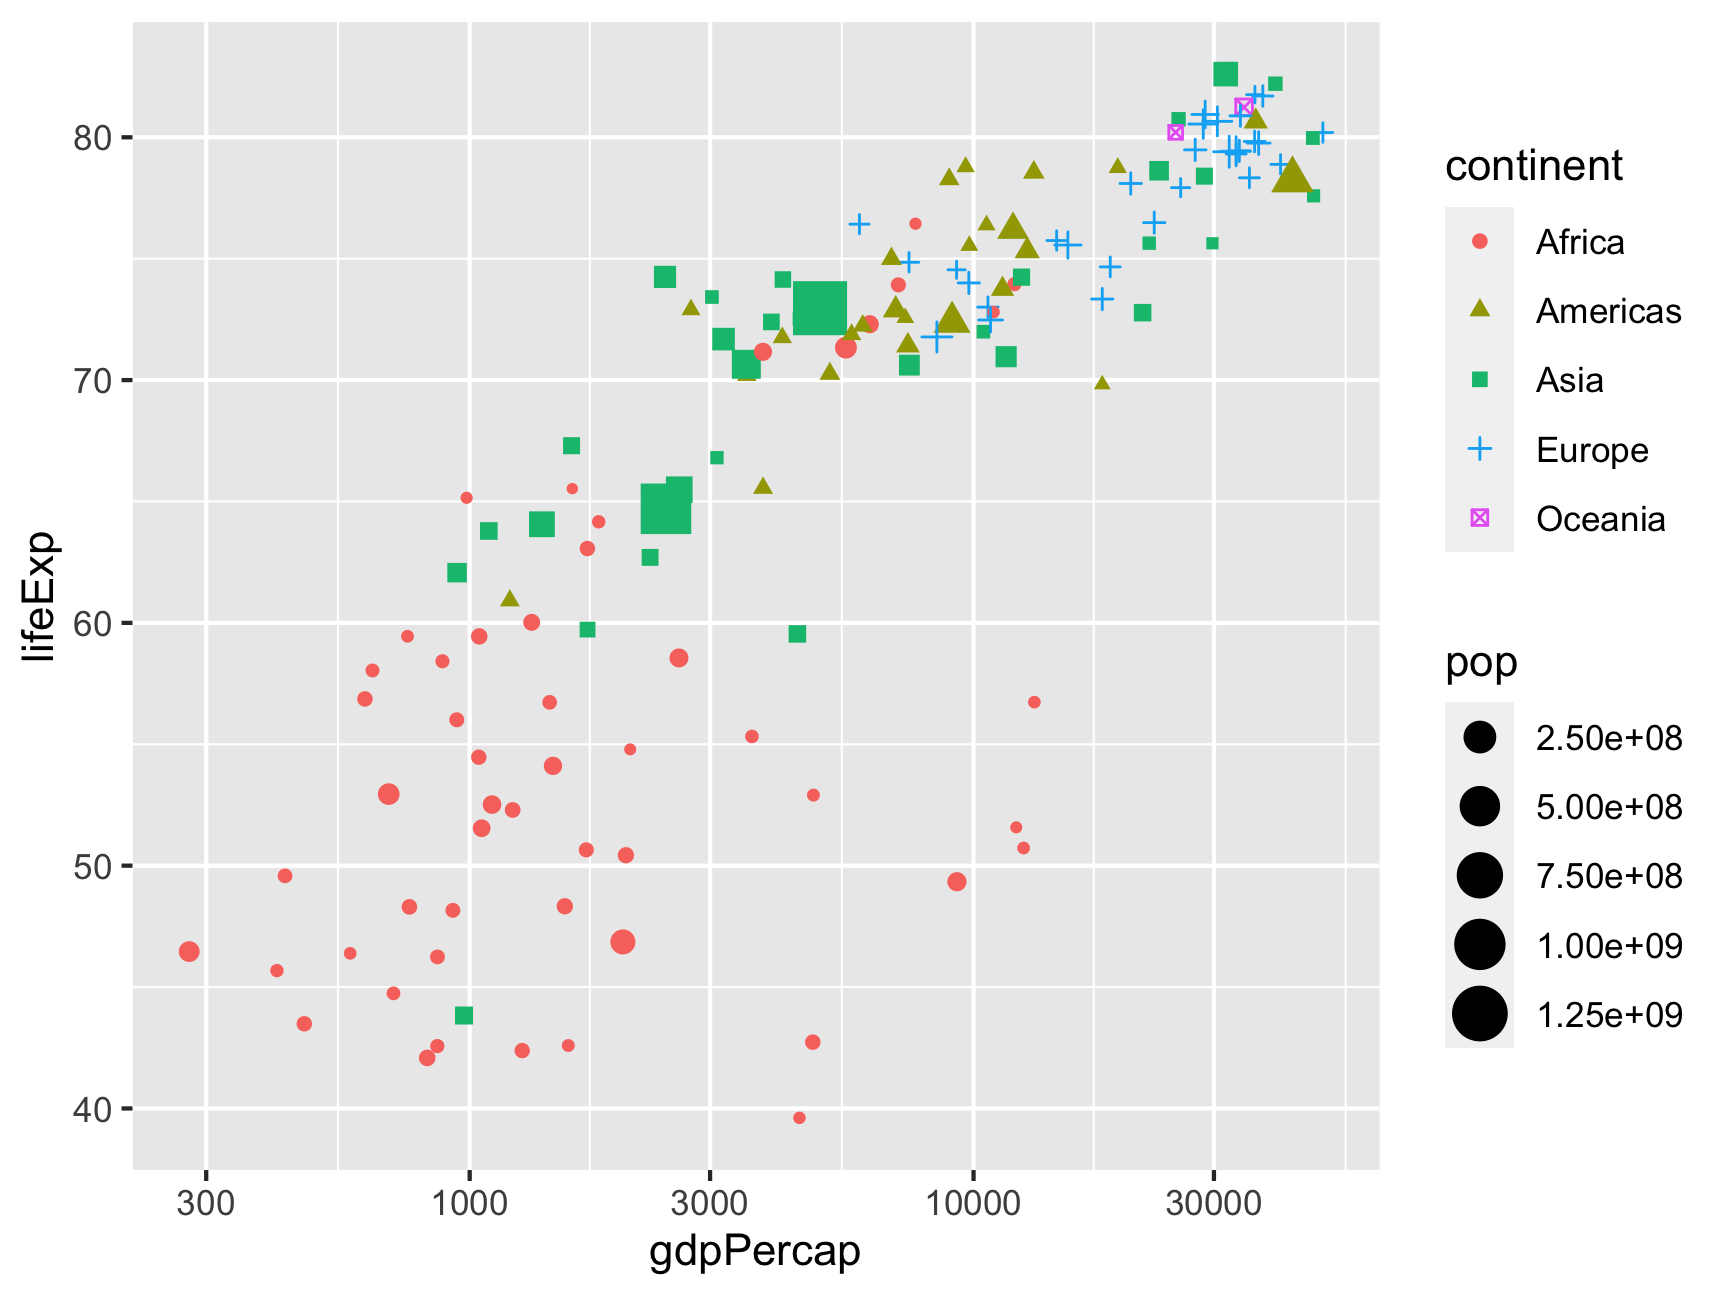 80
70
60
50
40
lifeExp
300
1000
3000
10000
30000
gdpPercap
continent
Africa
Americas
Asia
Europe
Oceania
pop
2.50e+08
5.00e+08
7.50e+08
1.00e+09
1.25e+09